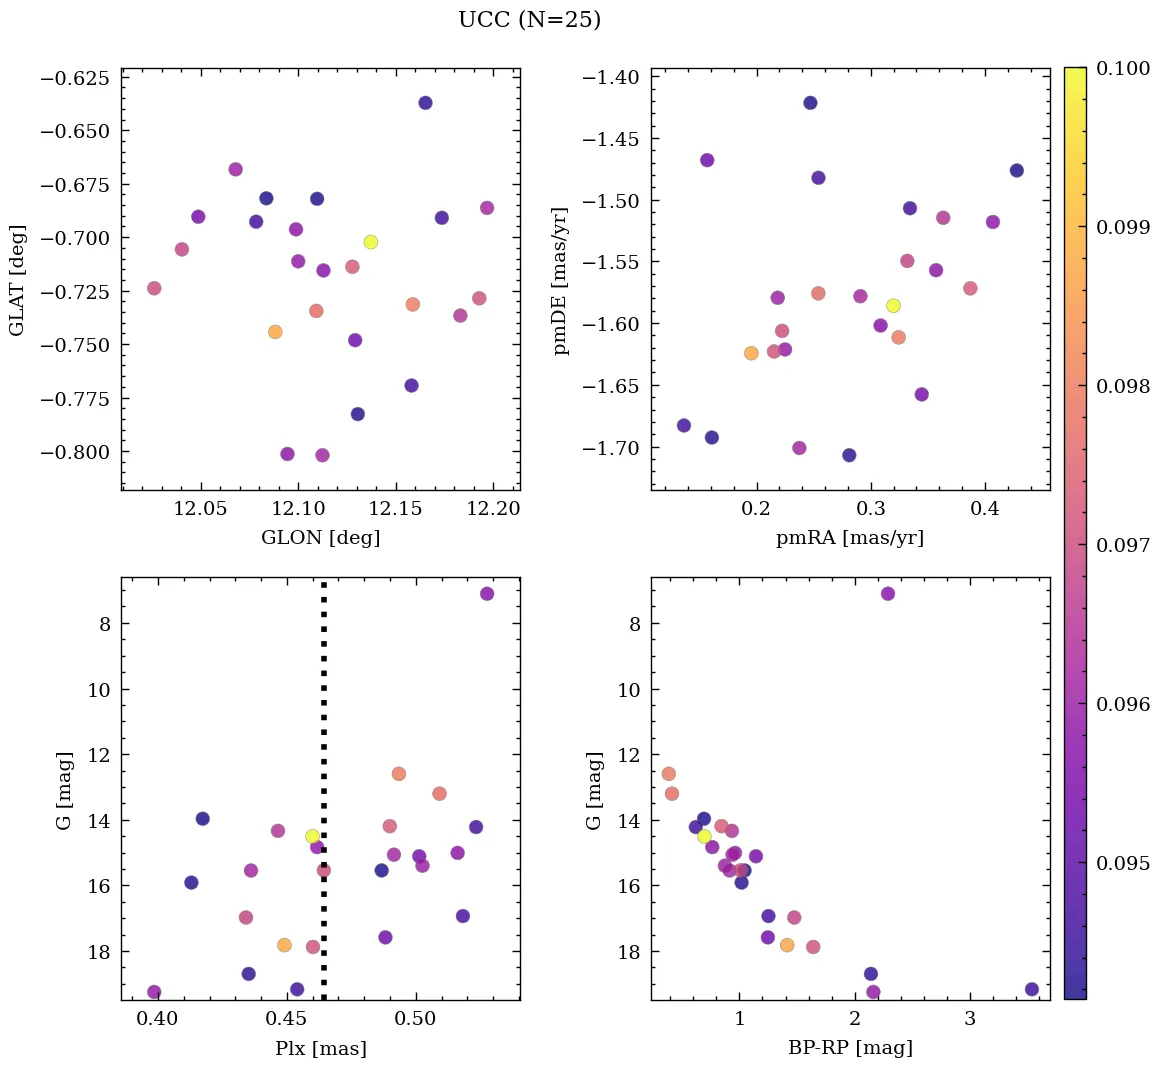 UCC (N=25)
−0.625
−0.650
−0.675
−0.700
−0.725
−0.750
−0.775
−0.800
GLAT [deg]
12.05 12.10 12.15 12.20
GLON [deg]
−1.40
−1.45
−1.50
−1.55
−1.60
−1.65
−1.70
pmDE [mas/yr]
0.2 0.3 0.4
pmRA [mas/yr]
8
10
12
14
16
18
G [mag]
0.40 0.45 0.50
Plx [mas]
8
10
12
14
16
18
G [mag]
1 2 3
BP-RP [mag]
0.100
0.099
0.098
0.097
0.096
0.095